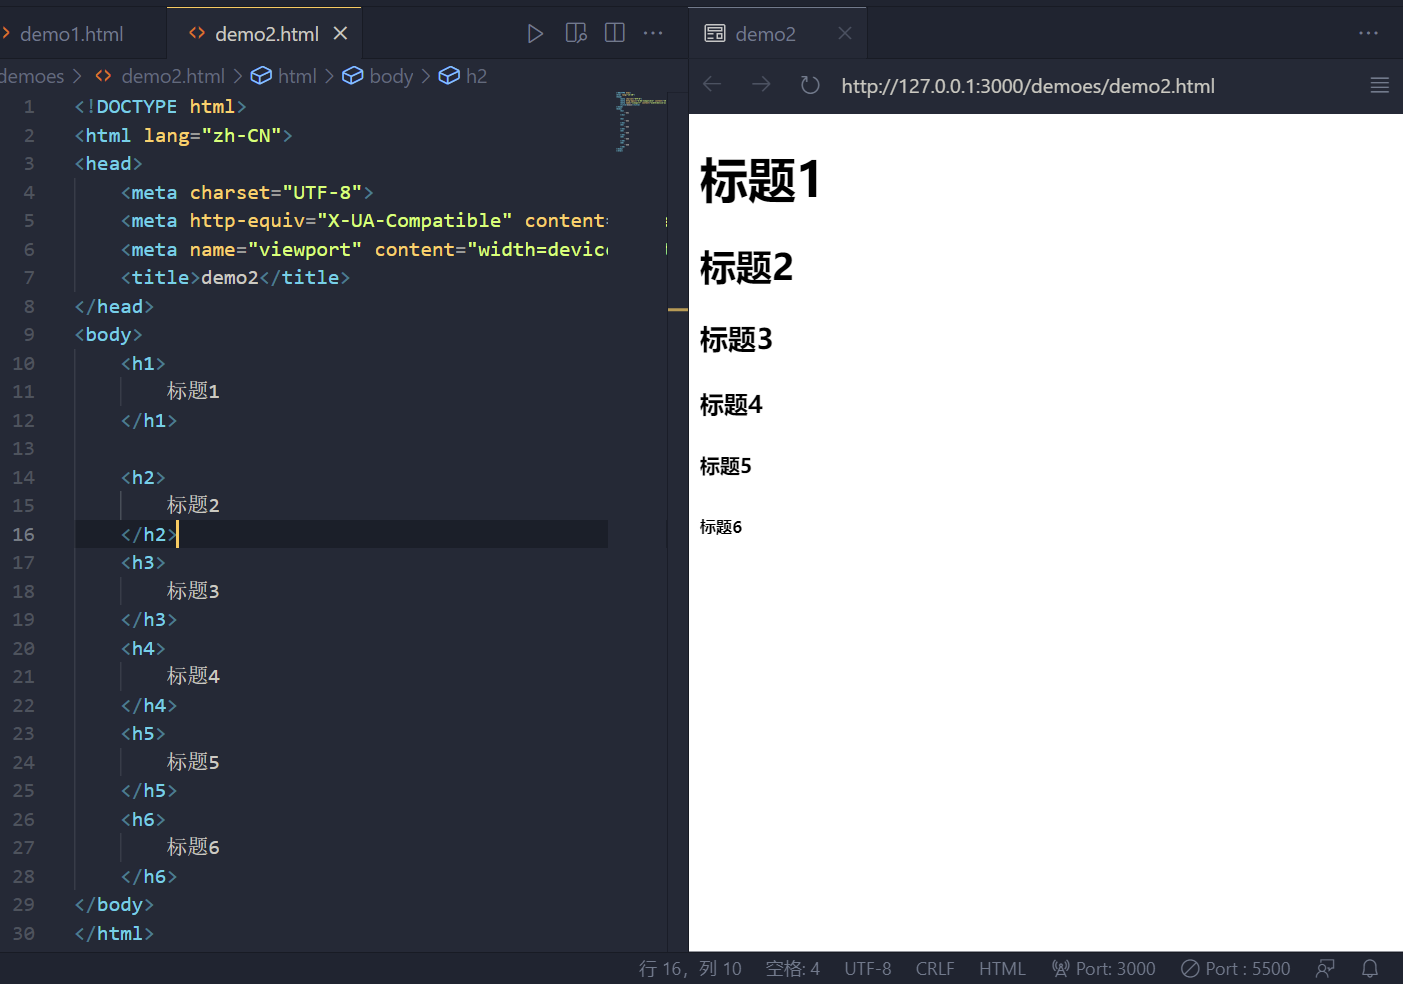 demo1.html
demo2.html
demoes > demo2.html > html > body > h2
1 <!DOCTYPE html>
2 <html lang="zh-CN">
3 <head>
4 <meta charset="UTF-8">
5 <meta http-equiv="X-UA-Compatible" content=
6 <meta name="viewport" content="width=device
7 <title>demo2</title>
8 </head>
9 <body>
10 <h1>
11 标题1
12 </h1>
13
14 <h2>
15 标题2
16 </h2>
17 <h3>
18 标题3
19 </h3>
20 <h4>
21 标题4
22 </h4>
23 <h5>
24 标题5
25 </h5>
26 <h6>
27 标题6
28 </h6>
29 </body>
30 </html>
demo2
http://127.0.0.1:3000/demoes/demo2.html
标题1
标题2
标题3
标题4
标题5
标题6
行 16，列 10 空格: 4 UTF-8 CRLF HTML Port: 3000 Port : 5500